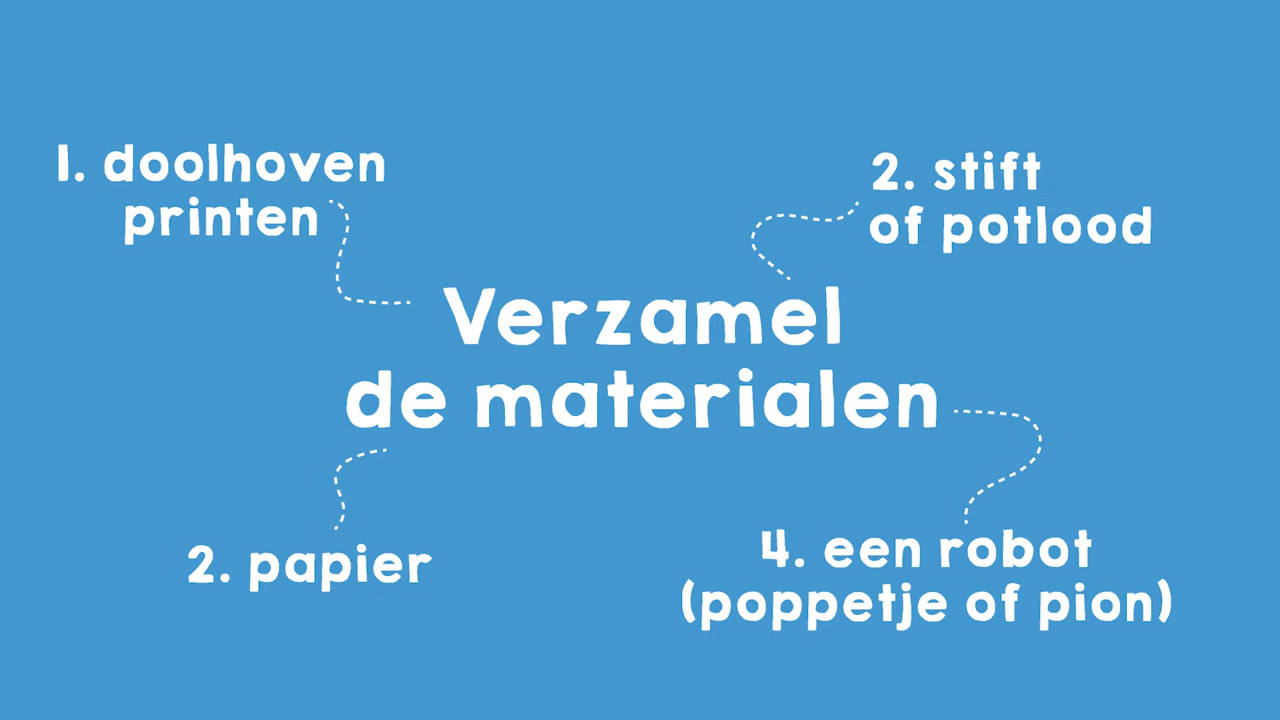 1. doolhoven
printen
2. stift
of potlood
Verzamel
de materialen
2. papier
4. een robot
(poppetje of pion)